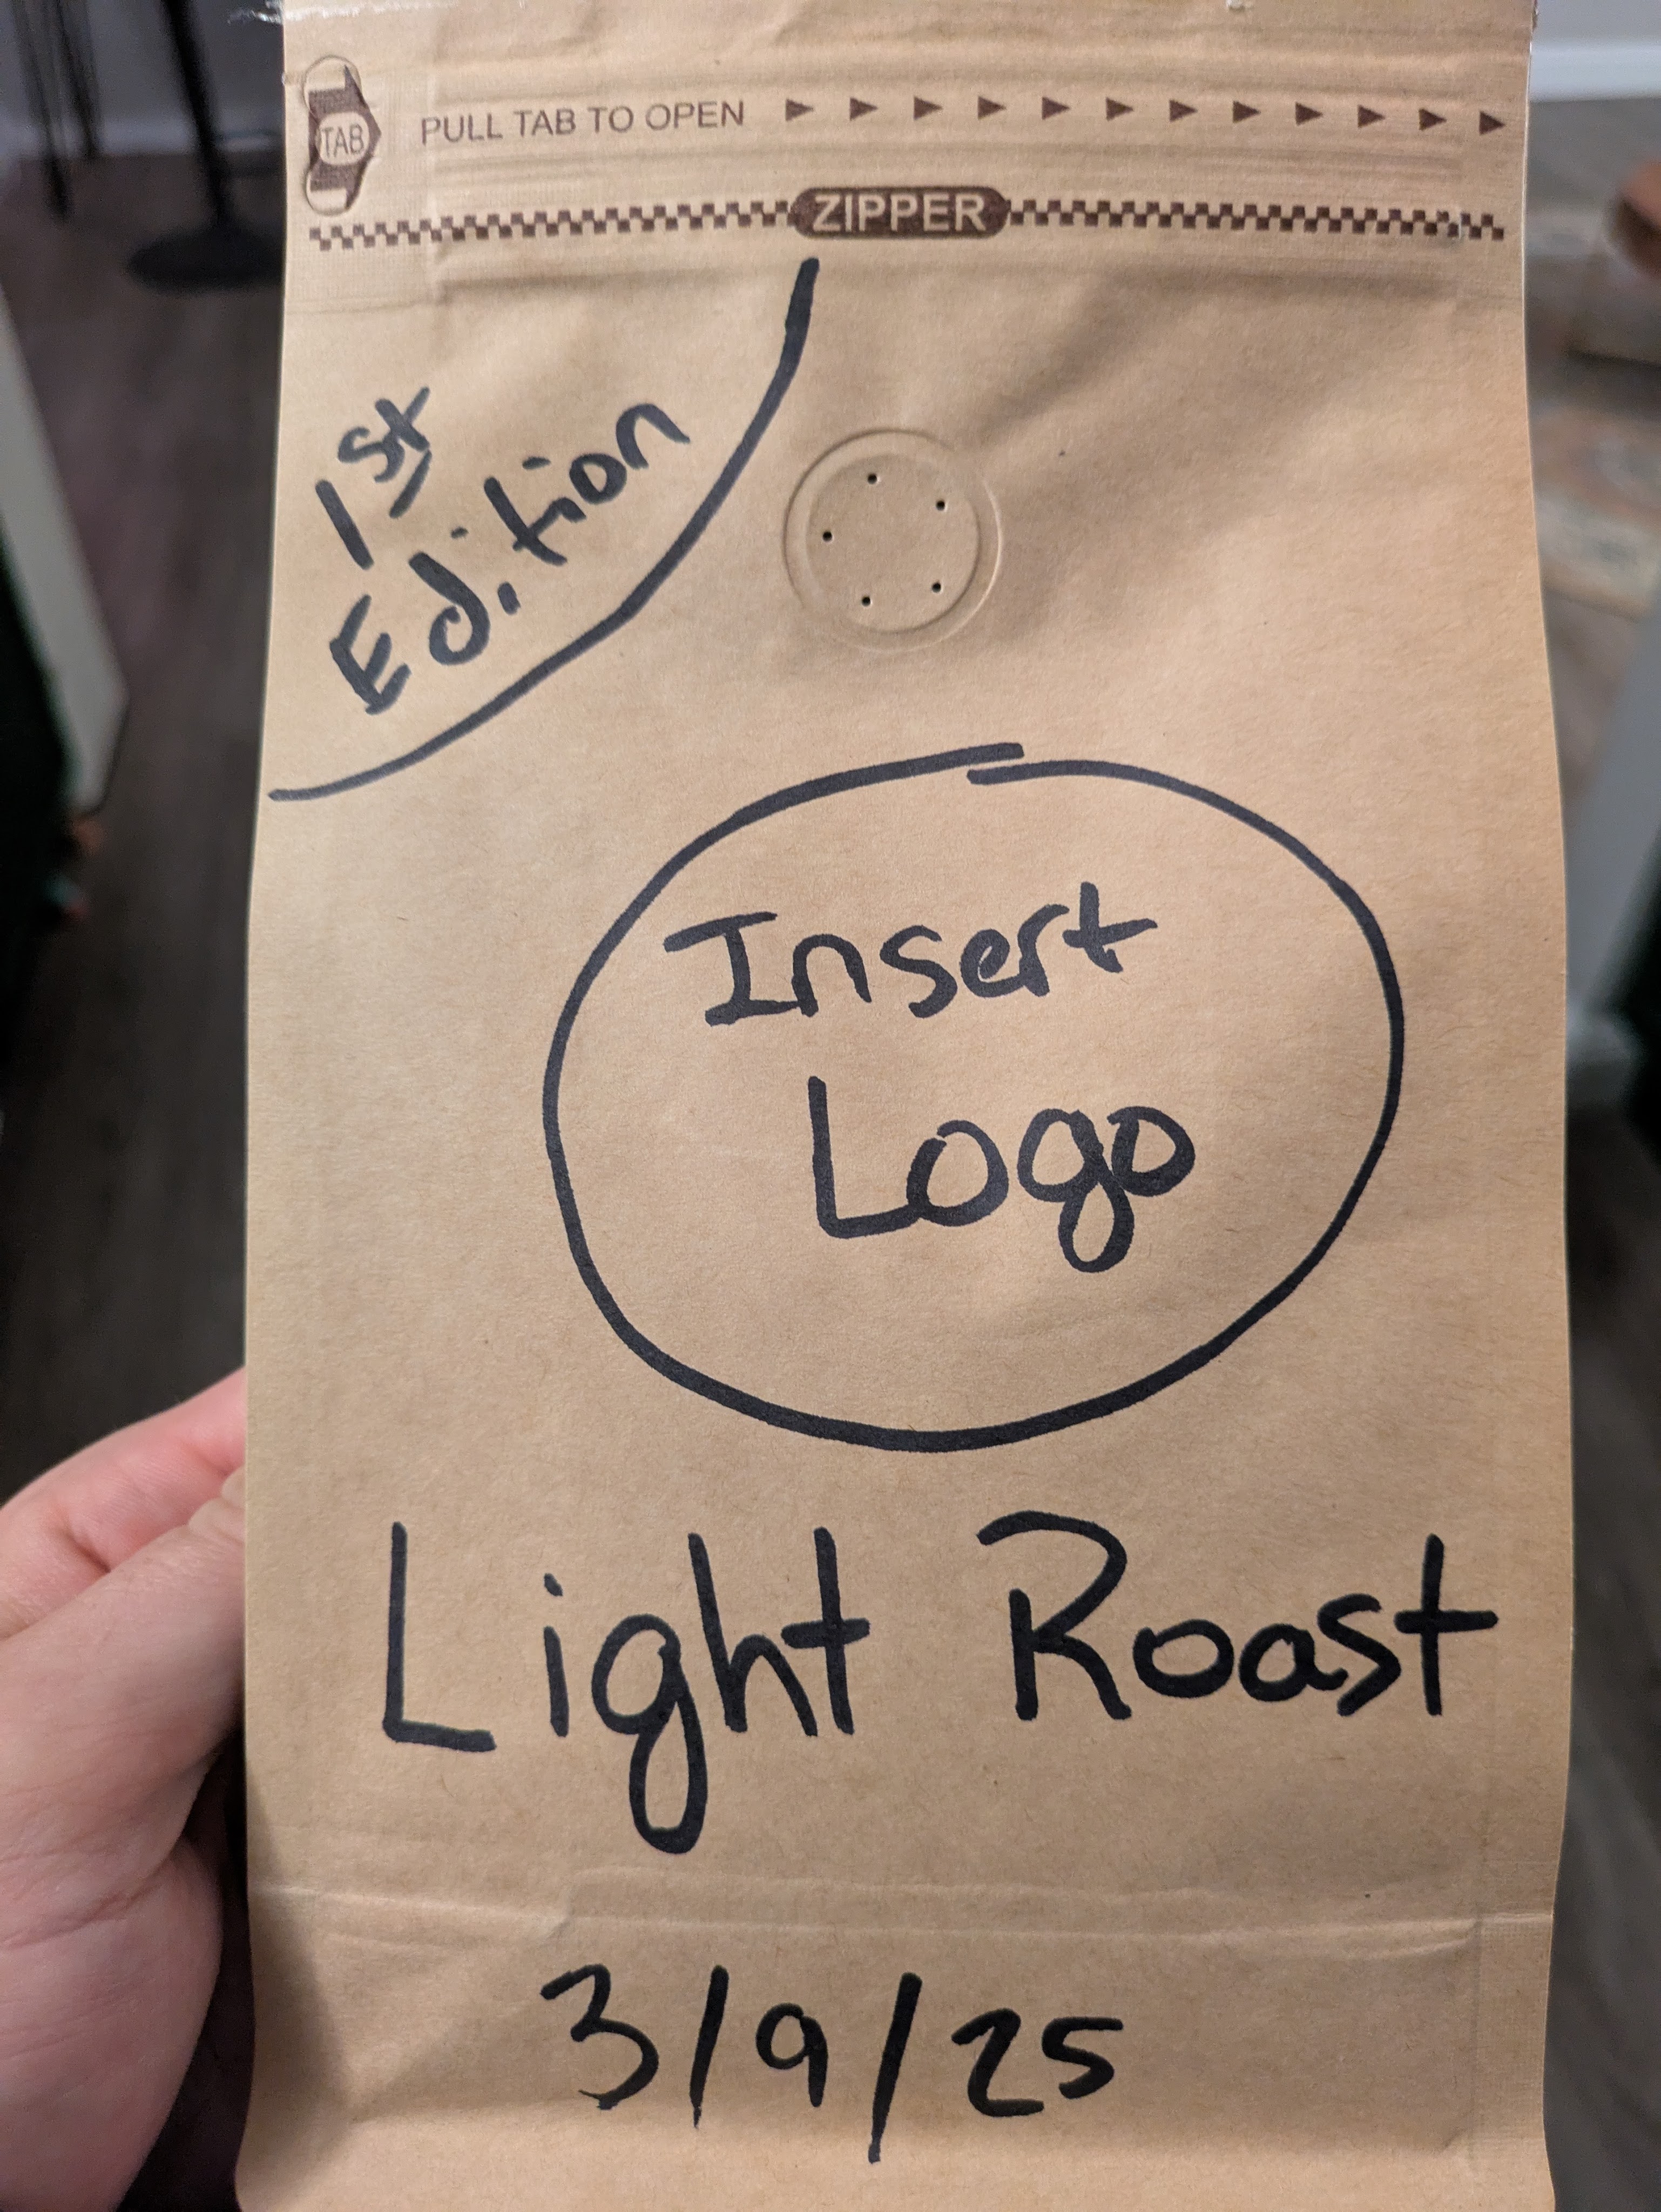 TAB
PULL TAB TO OPEN
ZIPPER
1st
Edition
Insert
Logo
Light Roast
3/9/25